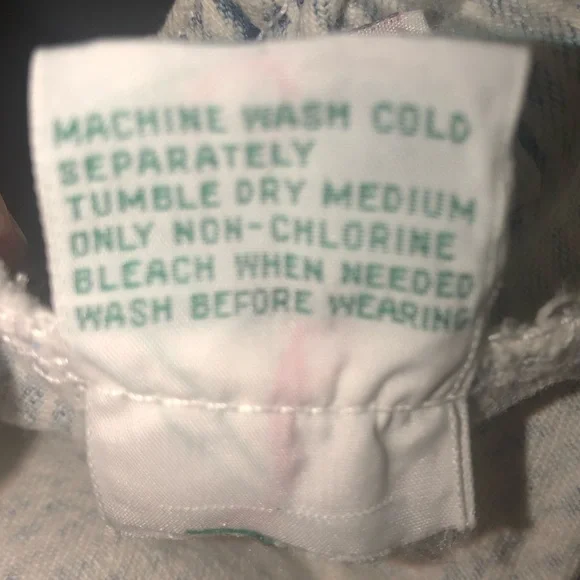 MACHINE WASH COLD
SEPARATELY
TUMBLE DRY MEDIUM
ONLY NON-CHLORINE
BLEACH WHEN NEEDED
WASH BEFORE WEARING